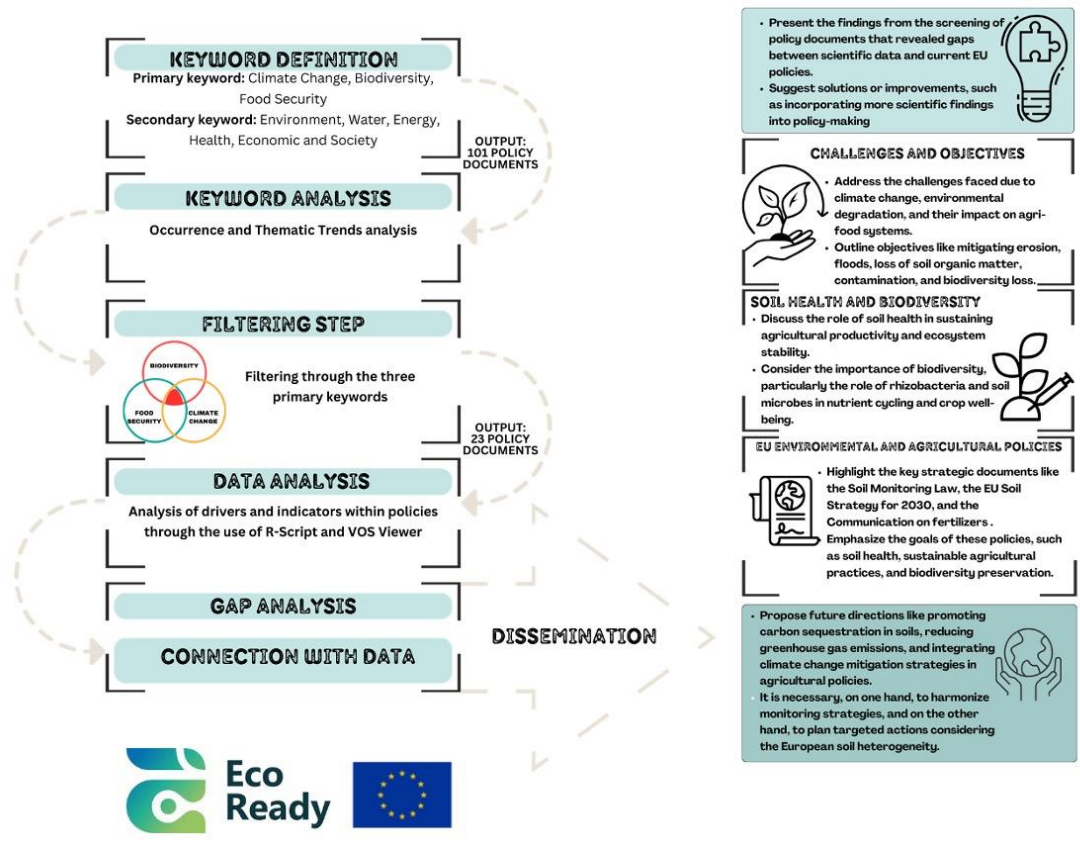 KEYWORD DEFINITION
Primary keyword: Climate Change, Biodiversity,
Food Security
Secondary keyword: Environment, Water, Energy,
Health, Economic and Society
OUTPUT:
101 POLICY
DOCUMENTS
KEYWORD ANALYSIS
Occurrence and Thematic Trends analysis
FILTERING STEP
BIODIVERSITY
FOOD
SECURITY
CLIMATE
CHANGE
Filtering through the three
primary keywords
OUTPUT:
23 POLICY
DOCUMENTS
DATA ANALYSIS
Analysis of drivers and indicators within policies
through the use of R-Script and VOS Viewer
GAP ANALYSIS
CONNECTION WITH DATA
DISSEMINATION
Eco
Ready
• Present the findings from the screening of
policy documents that revealed gaps
between scientific data and current EU
policies.
• Suggest solutions or improvements, such
as incorporating more scientific findings
into policy-making
CHALLENGES AND OBJECTIVES
• Address the challenges faced due to
climate change, environmental
degradation, and their impact on agri-
food systems.
• Outline objectives like mitigating erosion,
floods, loss of soil organic matter,
contamination, and biodiversity loss.
SOIL HEALTH AND BIODIVERSITY
• Discuss the role of soil health in sustaining
agricultural productivity and ecosystem
stability.
• Consider the importance of biodiversity,
particularly the role of rhizobacteria and soil
microbes in nutrient cycling and crop well-
being.
EU ENVIRONMENTAL AND AGRICULTURAL POLICIES
• Highlight the key strategic documents like
the Soil Monitoring Law, the EU Soil
Strategy for 2030, and the
Communication on fertilizers .
Emphasize the goals of these policies, such
as soil health, sustainable agricultural
practices, and biodiversity preservation.
• Propose future directions like promoting
carbon sequestration in soils, reducing
greenhouse gas emissions, and integrating
climate change mitigation strategies in
agricultural policies.
• It is necessary, on one hand, to harmonize
monitoring strategies, and on the other
hand, to plan targeted actions considering
the European soil heterogeneity.